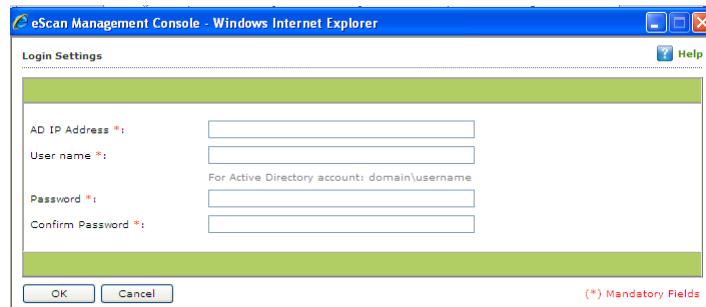 eScan Management Console - Windows Internet Explorer
Login Settings
? Help
AD IP Address *:
User name *:
For Active Directory account: domain\username
Password *:
Confirm Password *:
OK Cancel
(*) Mandatory Fields